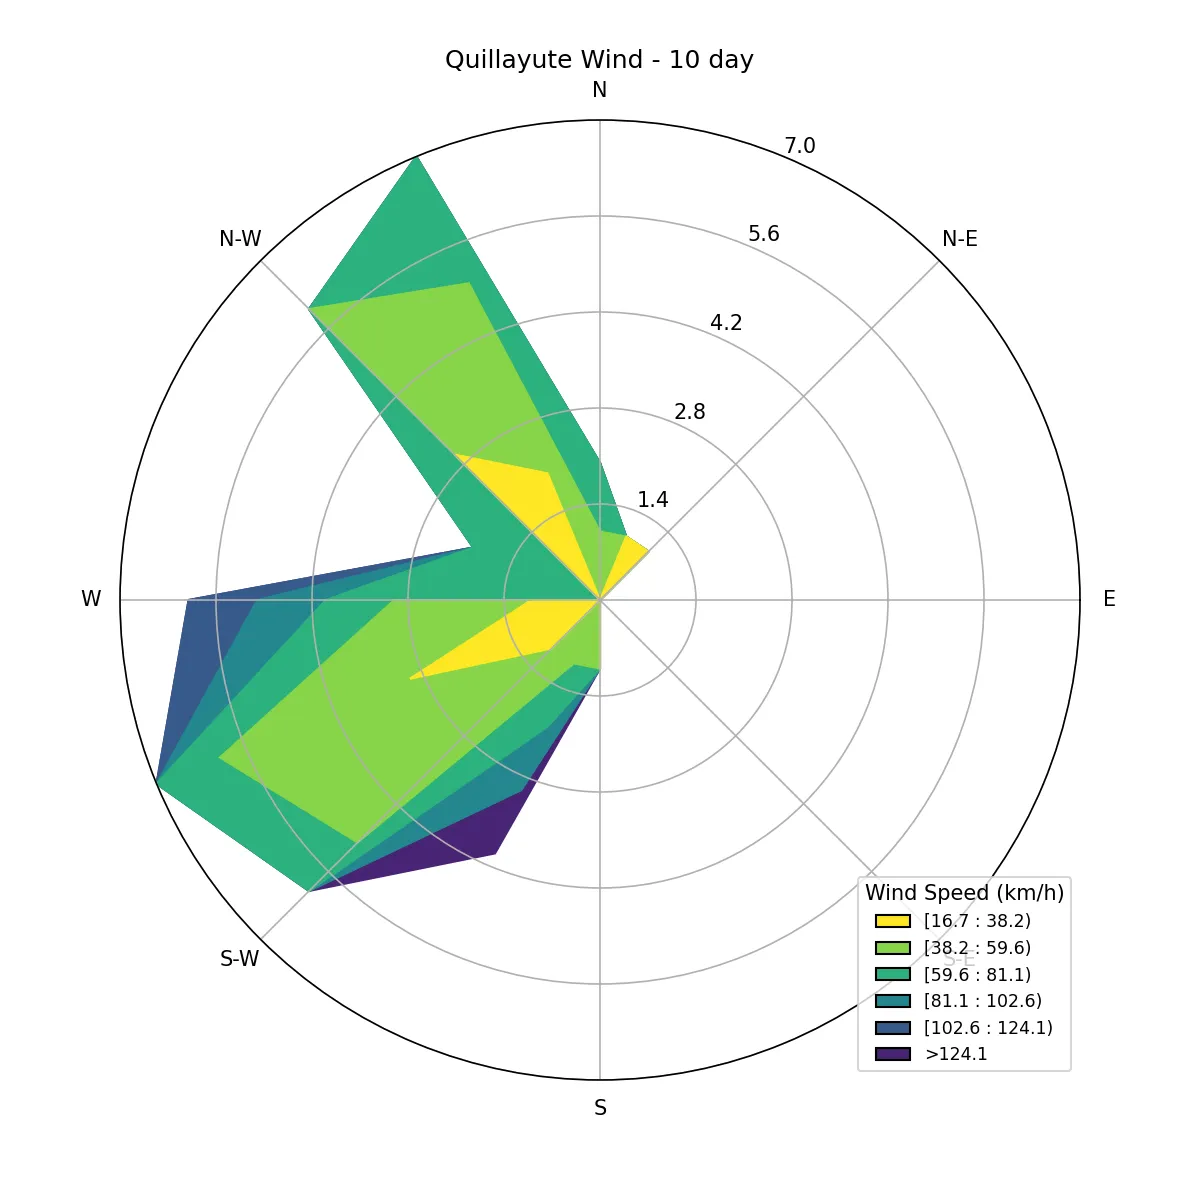 Quillayute Wind - 10 day
N
7.0
N-W
5.6
N-E
4.2
2.8
1.4
W
E
Wind Speed (km/h)
[16.7 : 38.2)
[38.2 : 59.6)
S-W
S-E
[59.6 : 81.1)
[81.1 : 102.6)
[102.6 : 124.1)
>124.1
S